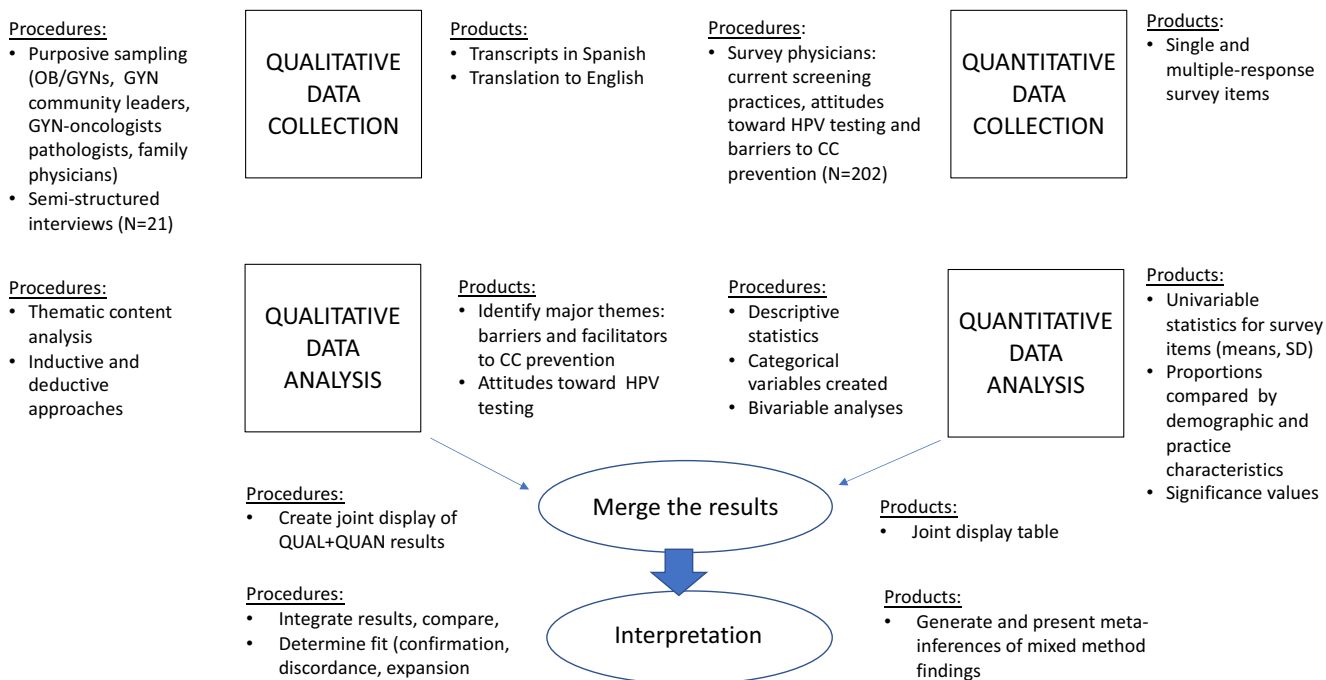 Procedures:
• Purposive sampling
(OB/GYNs, GYN
community leaders,
GYN-oncologists
pathologists, family
physicians)
• Semi-structured
interviews (N=21)
QUALITATIVE
DATA
COLLECTION
Products:
• Transcripts in Spanish
• Translation to English
Procedures:
• Survey physicians:
current screening
practices, attitudes
toward HPV testing and
barriers to CC
prevention (N=202)
QUANTITATIVE
DATA
COLLECTION
Products:
• Single and
multiple-response
survey items
Procedures:
• Thematic content
analysis
• Inductive and
deductive
approaches
QUALITATIVE
DATA
ANALYSIS
Products:
• Identify major themes:
barriers and facilitators
to CC prevention
• Attitudes toward HPV
testing
Procedures:
• Descriptive
statistics
• Categorical
variables created
• Bivariable analyses
QUANTITATIVE
DATA
ANALYSIS
Products:
• Univariable
statistics for survey
items (means, SD)
• Proportions
compared by
demographic and
practice
characteristics
• Significance values
Procedures:
• Create joint display of
QUAL+QUAN results
Merge the results
Products:
• Joint display table
Procedures:
• Integrate results, compare,
• Determine fit (confirmation,
discordance, expansion
Interpretation
Products:
• Generate and present meta-
inferences of mixed method
findings